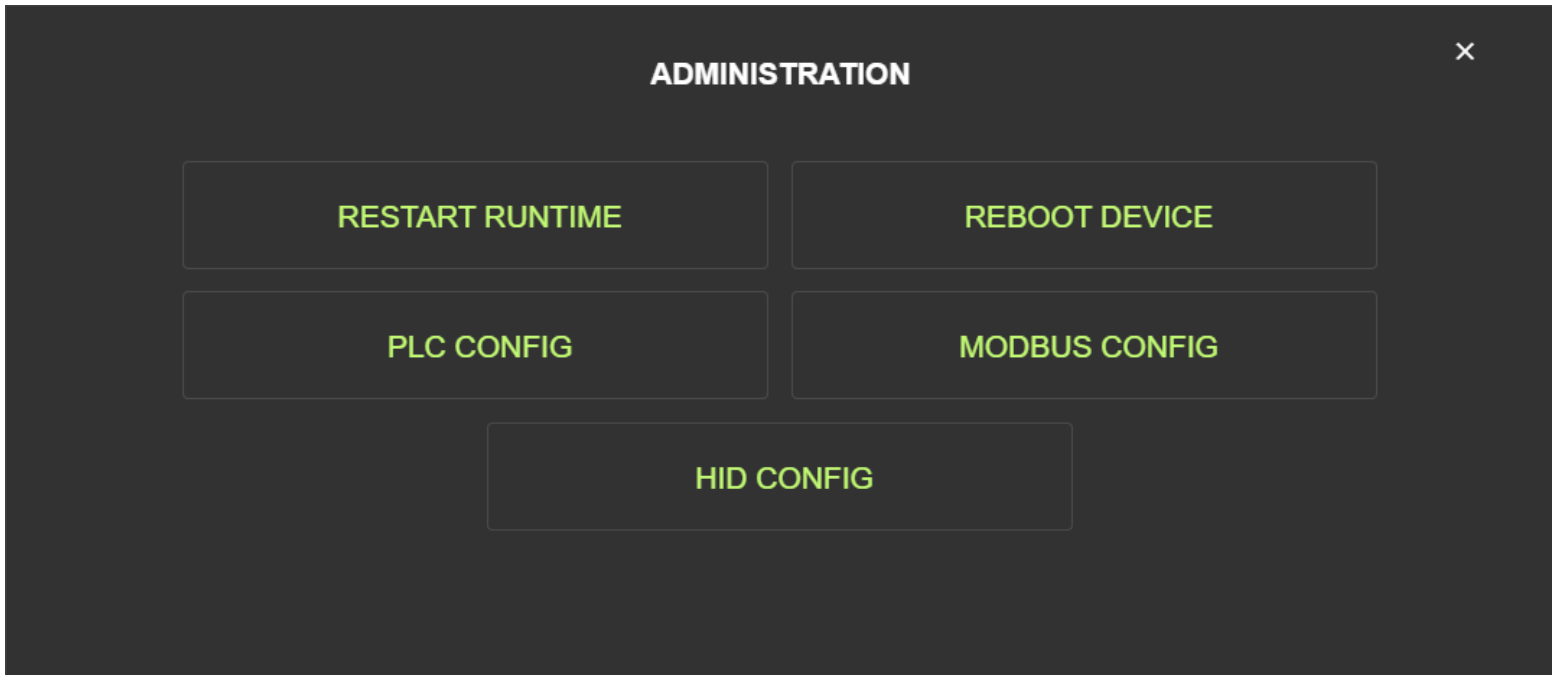 ADMINISTRATION
×
RESTART RUNTIME
REBOOT DEVICE
PLC CONFIG
MODBUS CONFIG
HID CONFIG